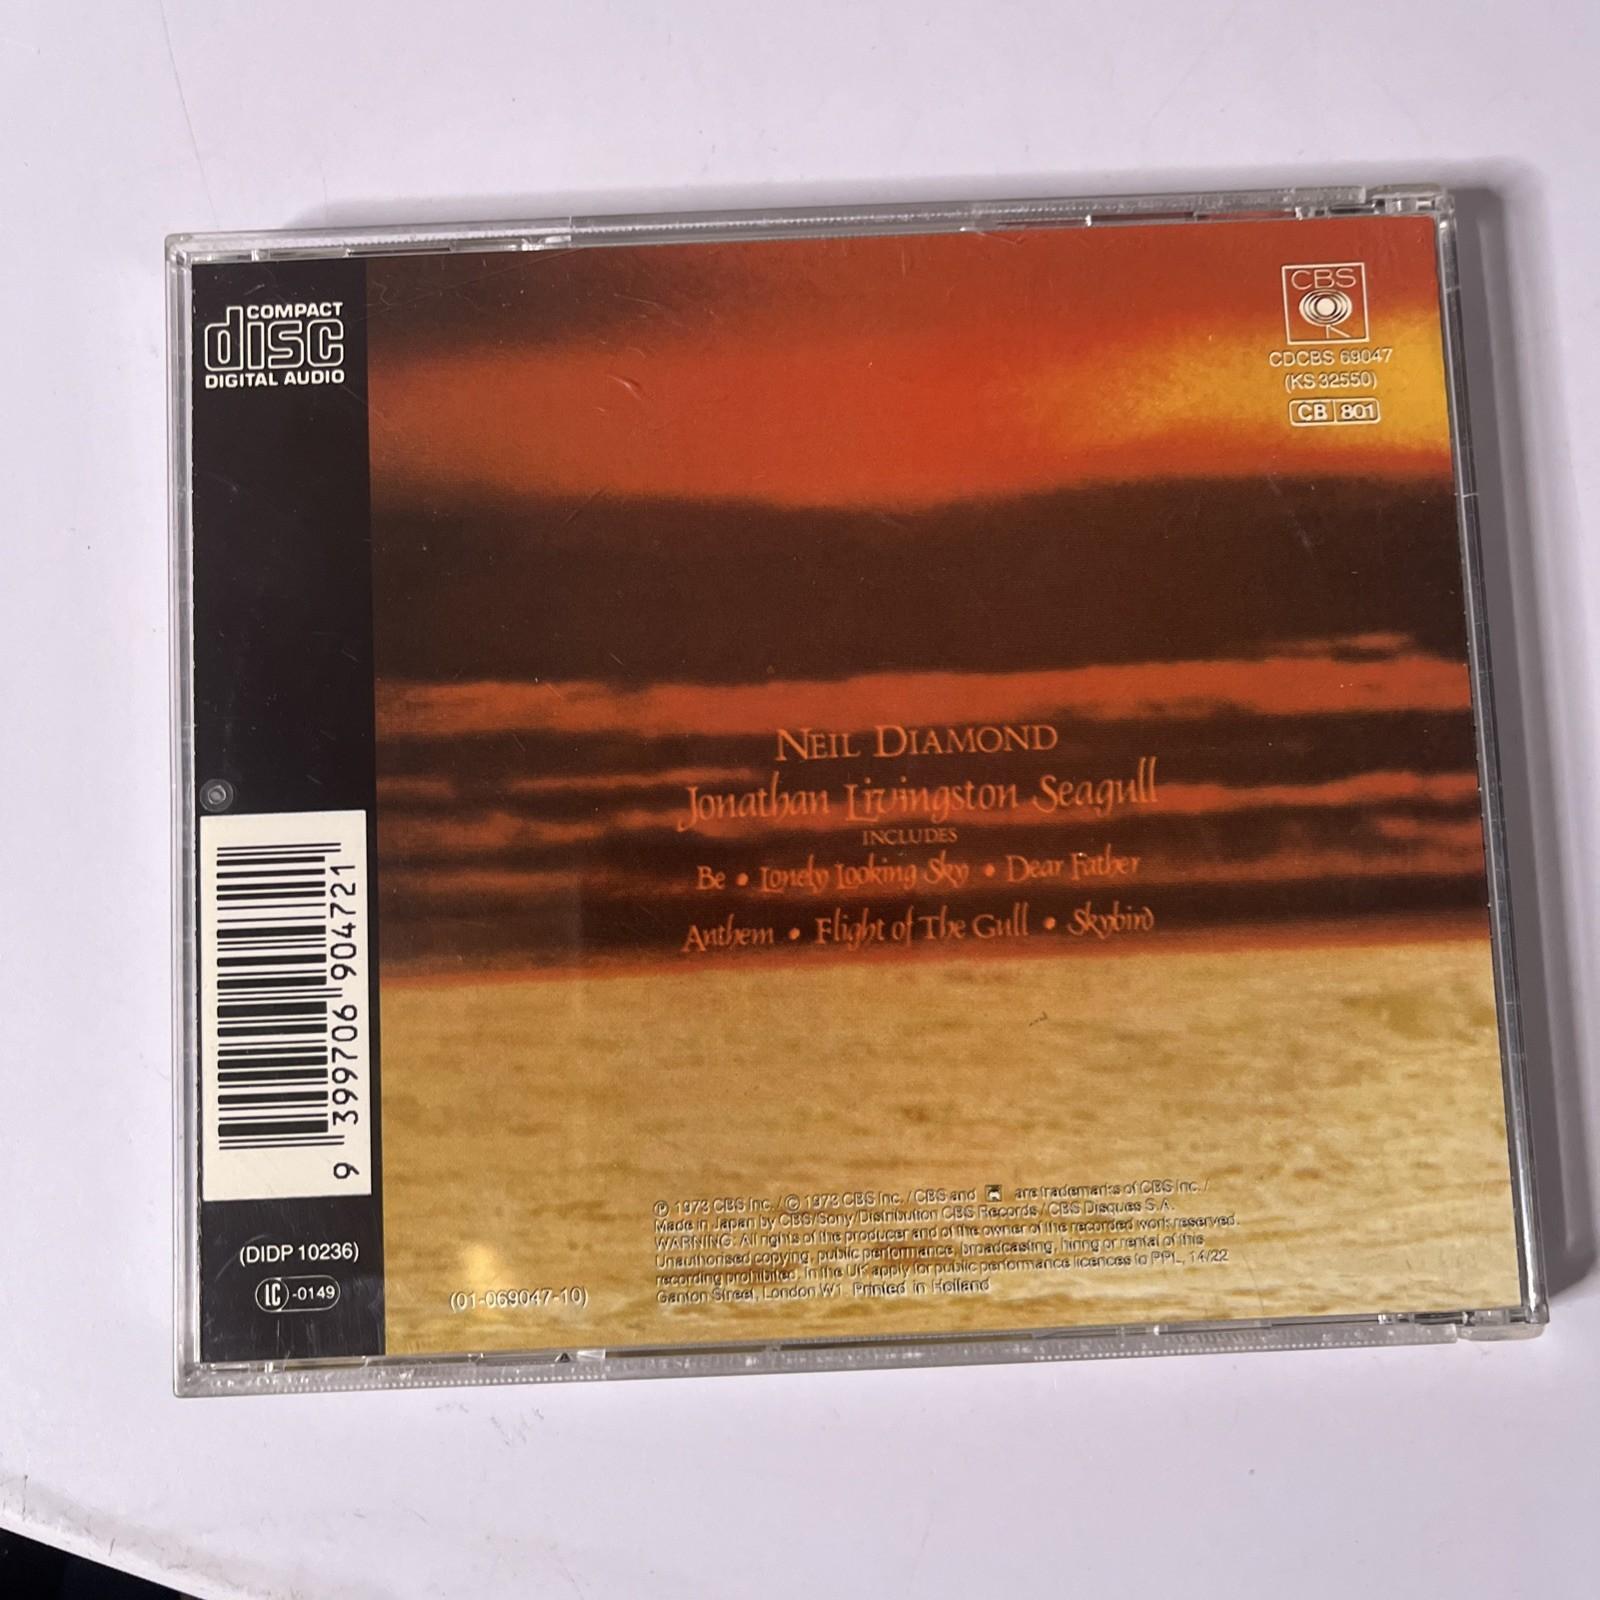 COMPACT
disc
DIGITAL AUDIO
CBS
CDCBS 69047
(KS 32550)
CB 801
NEIL DIAMOND
Jonathan Livingston Seagull
INCLUDES
Be • Lonely Looking Sky • Dear Father
Anthem • Flight of The Gull • Skybird
9 399706 904721
(DIDP 10236)
LC -0149
(01-069047-10)
℗ 1973 CBS Inc. / © 1973 CBS Inc. / CBS and are trademarks of CBS Inc. /
Made in Japan by CBS/Sony/Distribution CBS Records / CBS Disques S.A.
WARNING: All rights of the producer and of the owner of the recorded work reserved.
Unauthorised copying, public performance, broadcasting, hiring or rental of this
recording prohibited. In the UK apply for public performance licences to PPL, 14/22
Ganton Street, London W1. Printed in Holland